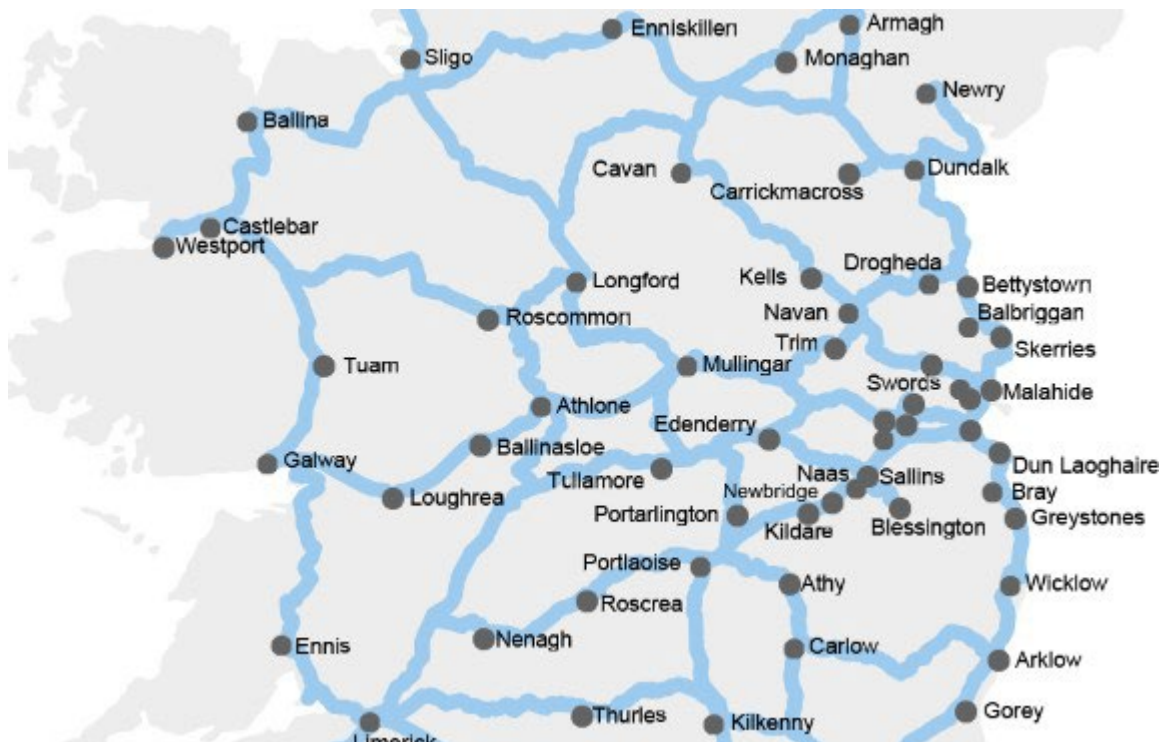 Enniskillen
Armagh
Sligo
Monaghan
Newry
Ballina
Cavan
Carrickmacross
Dundalk
Castlebar
Westport
Longford
Kells
Drogheda
Bettystown
Roscommon
Navan
Balbriggan
Trim
Skerries
Tuam
Mullingar
Swords
Malahide
Athlone
Edenderry
Ballinasloe
Galway
Tullamore
Naas
Sallins
Dun Laoghaire
Loughrea
Newbridge
Bray
Portarlington
Kildare
Blessington
Greystones
Portlaoise
Athy
Wicklow
Roscrea
Nenagh
Ennis
Carlow
Arklow
Thurles
Kilkenny
Gorey
Limerick